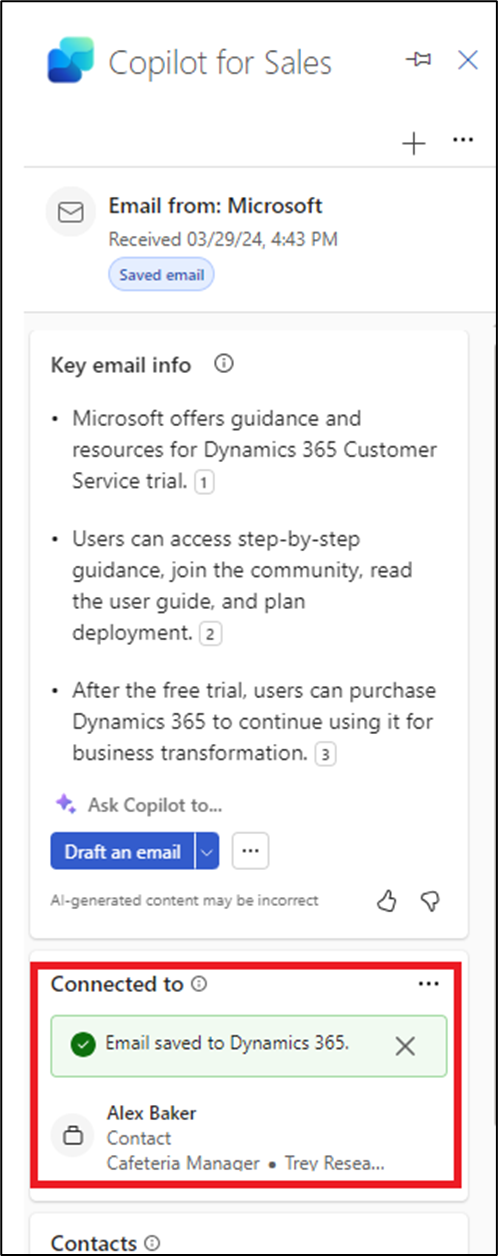 Copilot for Sales
Email from: Microsoft
Received 03/29/24, 4:43 PM
Saved email
Key email info
• Microsoft offers guidance and
resources for Dynamics 365 Customer
Service trial. 1
• Users can access step-by-step
guidance, join the community, read
the user guide, and plan
deployment. 2
• After the free trial, users can purchase
Dynamics 365 to continue using it for
business transformation. 3
Ask Copilot to...
Draft an email
AI-generated content may be incorrect
Connected to
Email saved to Dynamics 365.
Alex Baker
Contact
Cafeteria Manager • Trey Resea...
Contacts